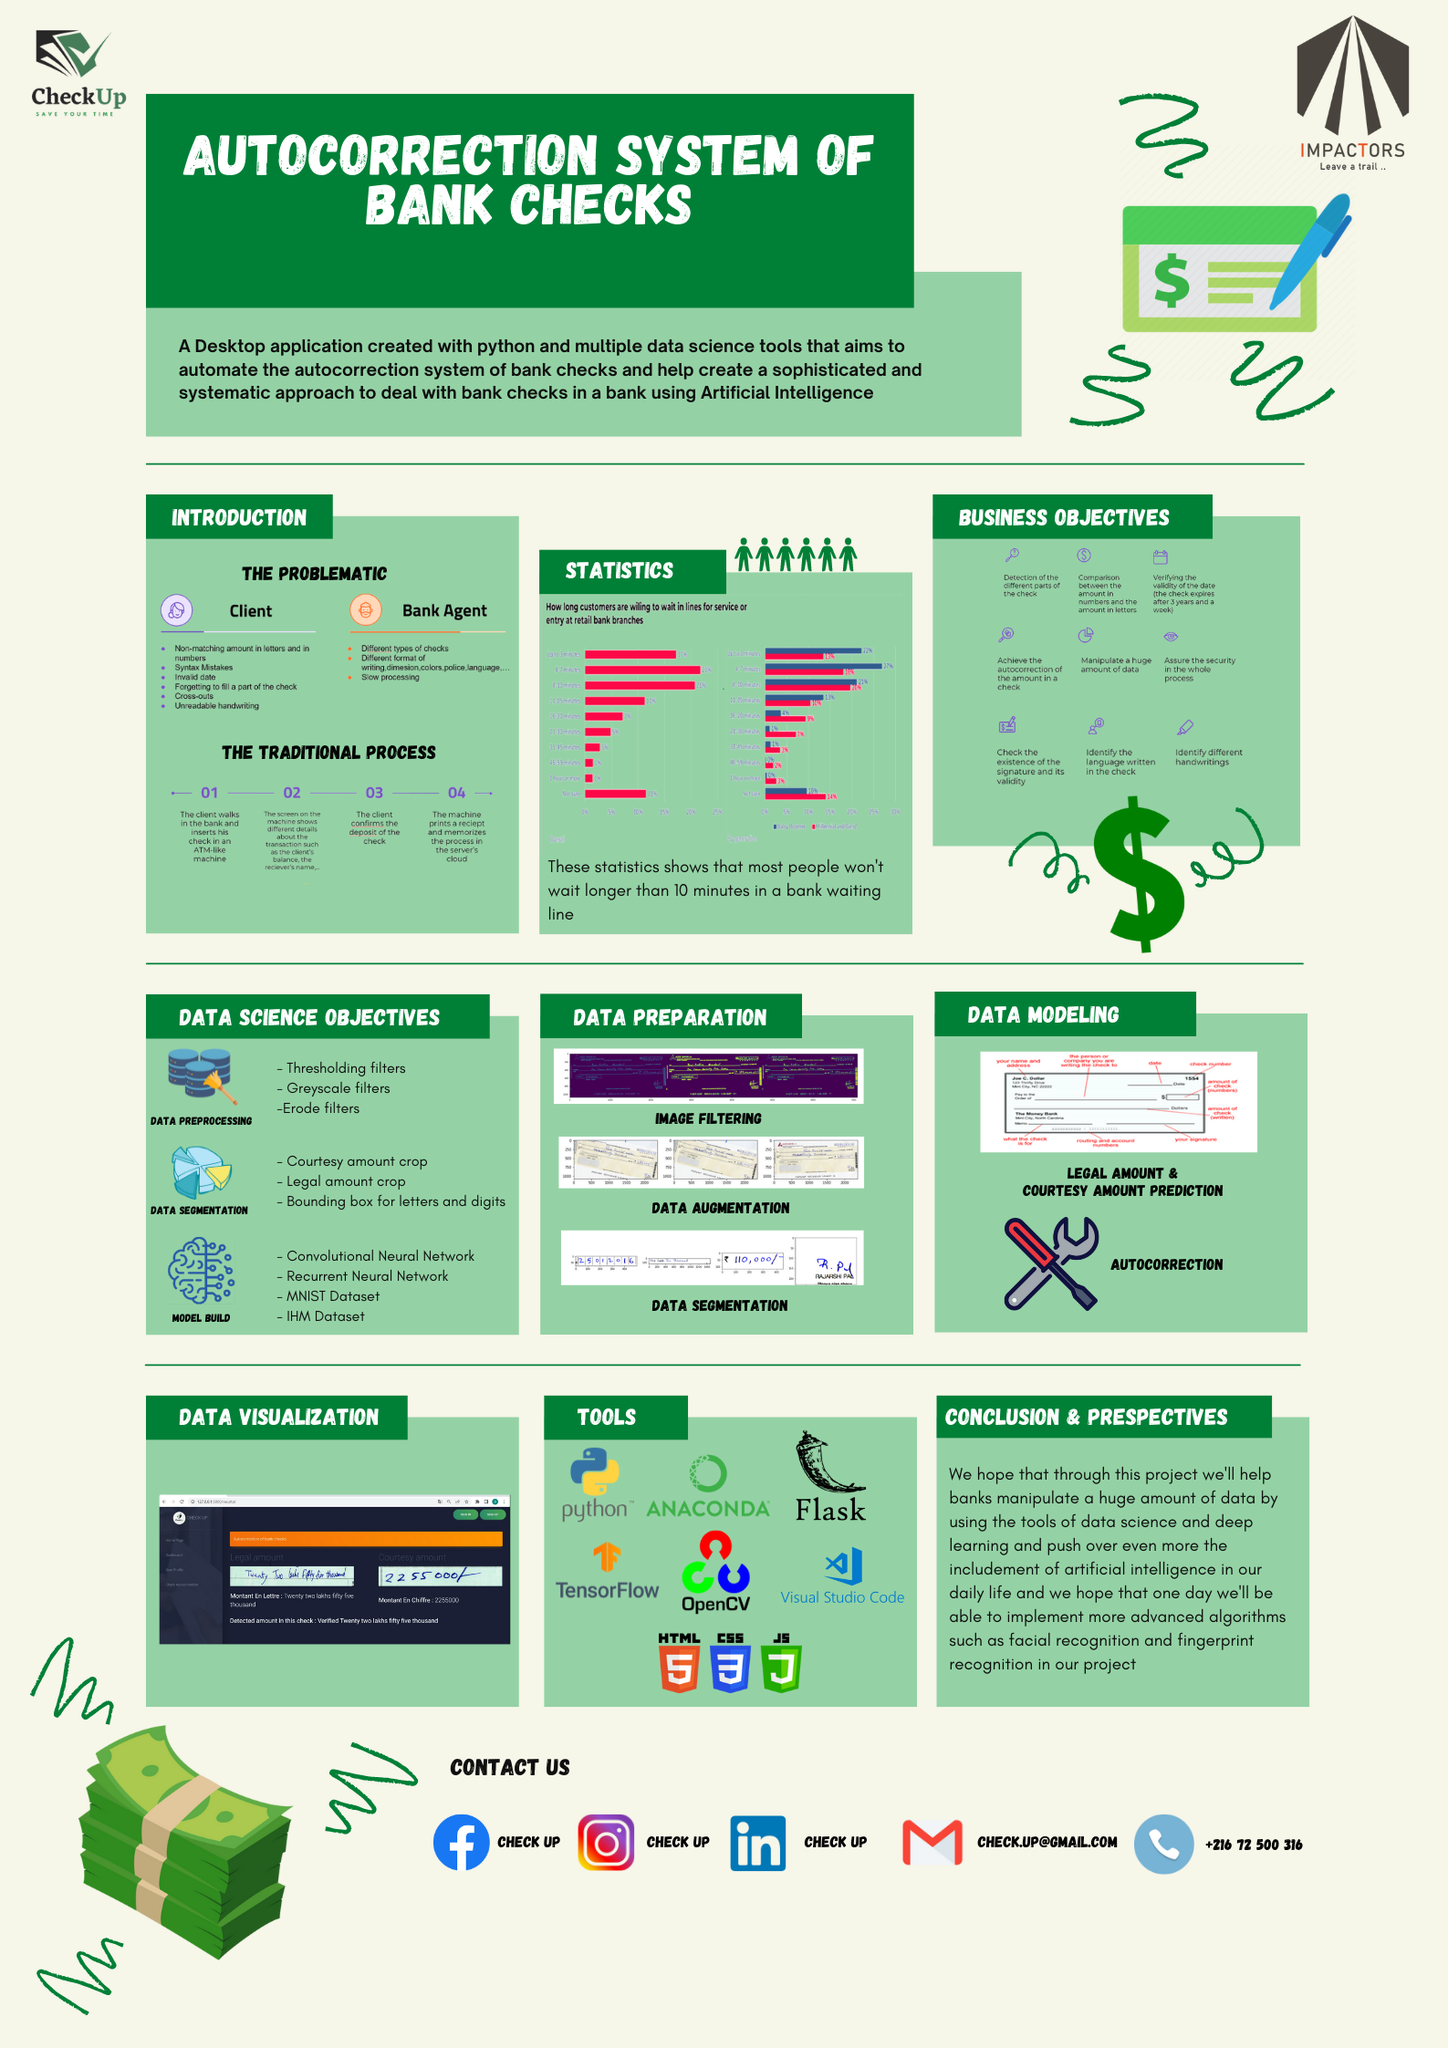 CheckUp
SAVE YOUR TIME
IMPACTORS
Leave a trail ..
AUTOCORRECTION SYSTEM OF
BANK CHECKS
A Desktop application created with python and multiple data science tools that aims to
automate the autocorrection system of bank checks and help create a sophisticated and
systematic approach to deal with bank checks in a bank using Artificial Intelligence
INTRODUCTION
THE PROBLEMATIC
Client
Non-matching amount in letters and in
numbers
Syntax Mistakes
Invalid date
Forgetting to fill a part of the check
Cross-outs
Unreadable handwriting
Bank Agent
Different types of checks
Different format of
writing,dimesion,colors,police,language,...
Slow processing
THE TRADITIONAL PROCESS
01
The client walks
in the bank and
inserts his
check in an
ATM-like
machine
02
The screen on the
machine shows
different details
about the
transaction such
as the client's
balance, the
reciever's name,..
03
The client
confirms the
deposit of the
check
04
The machine
prints a reciept
and memorizes
the process in
the server's
cloud
STATISTICS
How long customers are wiling to wait in lines for service or
entry at retail bank branches
These statistics shows that most people won't
wait longer than 10 minutes in a bank waiting
line
BUSINESS OBJECTIVES
Detection of the
different parts of
the check
Comparison
between the
amount in
numbers and the
amount in letters
Verifying the
validity of the date
(the check expires
after 3 years and a
week)
Achieve the
autocorrection of
the amount in a
check
Manipulate a huge
amount of data
Assure the security
in the whole
process
Check the
existence of the
signature and its
validity
Identify the
language written
in the check
Identify different
handwritings
DATA SCIENCE OBJECTIVES
DATA PREPROCESSING
- Thresholding filters
- Greyscale filters
-Erode filters
DATA SEGMENTATION
- Courtesy amount crop
- Legal amount crop
- Bounding box for letters and digits
MODEL BUILD
- Convolutional Neural Network
- Recurrent Neural Network
- MNIST Dataset
- IHM Dataset
DATA PREPARATION
IMAGE FILTERING
DATA AUGMENTATION
₹ 110,000/-
RAJARSHI PAL
DATA SEGMENTATION
DATA MODELING
your name and
address
the person or
company you are
writing the check to
date
check number
Joe C. Dollar
1554
Date
Pay to the
Order of
$
amount of
check
(numbers)
Dollars
The Money Bank
amount of
check
(written)
Memo
what the check
is for
routing and account
numbers
your signature
LEGAL AMOUNT &
COURTESY AMOUNT PREDICTION
AUTOCORRECTION
DATA VISUALIZATION
CHECK UP
Legal amount
Courtesy amount
Twenty Two lakhs fifty five thousand
2255000/-
Montant En Lettre : Twenty two lakhs fifty five
thousand
Montant En Chiffre : 2255000
Detected amount in this check : Verified Twenty two lakhs fifty five thousand
TOOLS
python™
ANACONDA
Flask
TensorFlow
OpenCV
Visual Studio Code
HTML
CSS
JS
CONCLUSION & PRESPECTIVES
We hope that through this project we'll help
banks manipulate a huge amount of data by
using the tools of data science and deep
learning and push over even more the
includement of artificial intelligence in our
daily life and we hope that one day we'll be
able to implement more advanced algorithms
such as facial recognition and fingerprint
recognition in our project
CONTACT US
CHECK UP
CHECK UP
CHECK UP
CHECK.UP@GMAIL.COM
+216 72 500 316